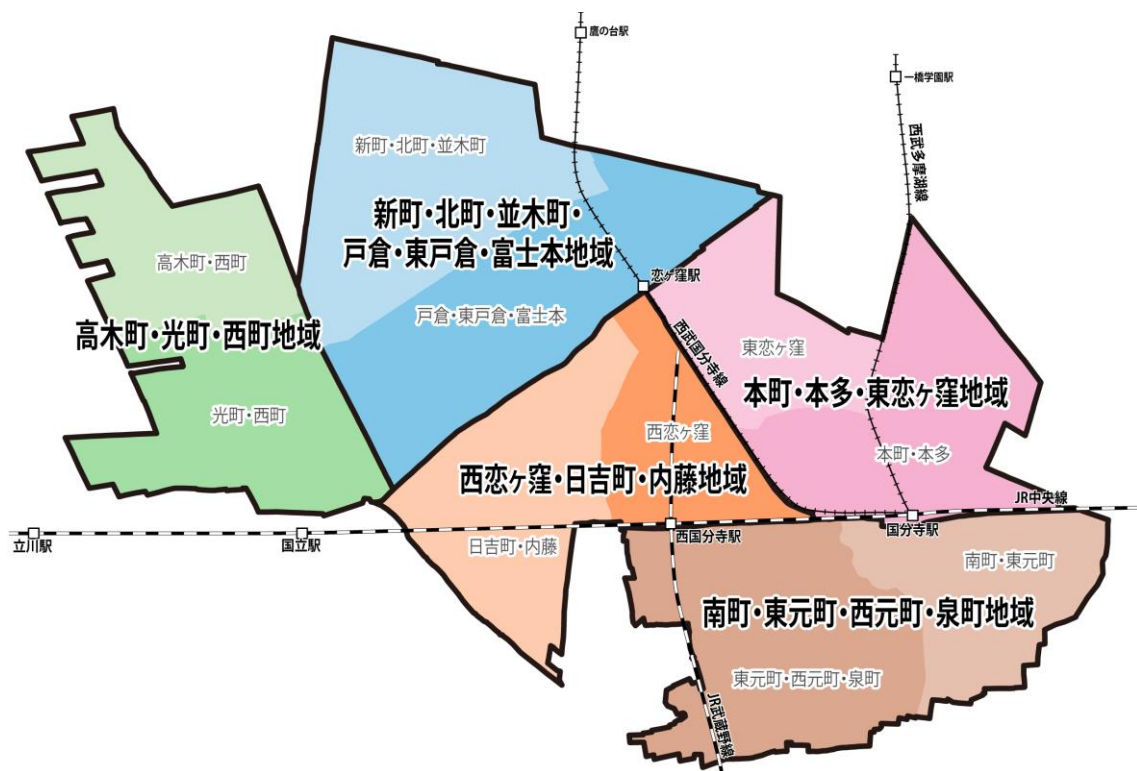 鷹の台駅
一橋学園駅
西武多摩湖線
新町・北町・並木町
新町・北町・並木町・
戸倉・東戸倉・富士本地域
高木町・西町
恋ヶ窪駅
戸倉・東戸倉・富士本
高木町・光町・西町地域
西武国分寺線
東恋ヶ窪
本町・本多・東恋ヶ窪地域
光町・西町
西恋ヶ窪
本町・本多
西恋ヶ窪・日吉町・内藤地域
JR中央線
立川駅
国立駅
西国分寺駅
国分寺駅
日吉町・内藤
南町・東元町
南町・東元町・西元町・泉町地域
東元町・西元町・泉町
JR武蔵野線